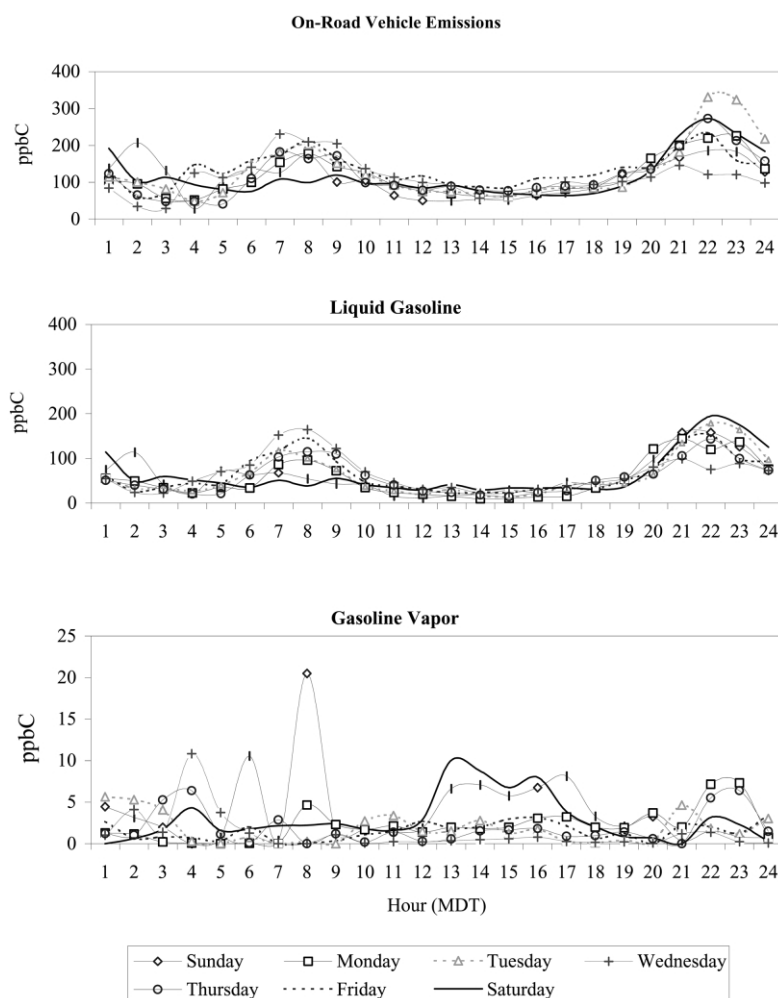 On-Road Vehicle Emissions
400
300
200
100
0
ppbC
1 2 3 4 5 6 7 8 9 10 11 12 13 14 15 16 17 18 19 20 21 22 23 24
Liquid Gasoline
400
300
200
100
0
ppbC
1 2 3 4 5 6 7 8 9 10 11 12 13 14 15 16 17 18 19 20 21 22 23 24
Gasoline Vapor
25
20
15
10
5
0
ppbC
1 2 3 4 5 6 7 8 9 10 11 12 13 14 15 16 17 18 19 20 21 22 23 24
Hour (MDT)
Sunday Monday Tuesday Wednesday
Thursday Friday Saturday